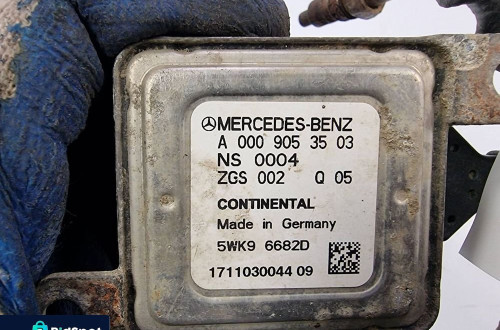 MERCEDES-BENZ
A 000 905 35 03
NS 0004
ZGS 002 Q 05
CONTINENTAL
Made in Germany
5WK9 6682D
1711030044 09